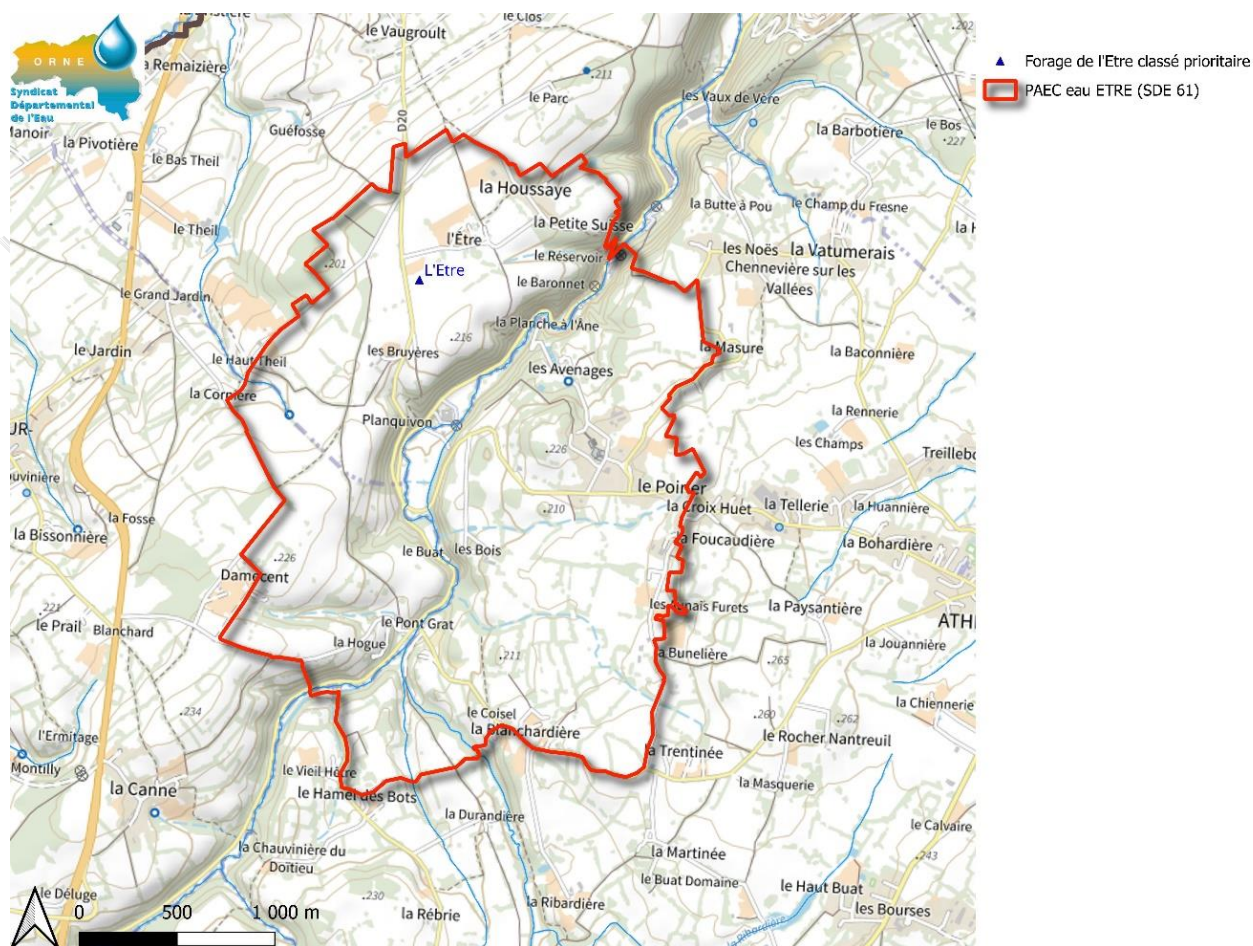 ORNE
Syndicat
Départemental
de l'Eau
le Vaugroult
le Clos
.202
a Remaizière
D20
.211
le Parc
les Vaux de Vère
Guéfosse
la Barbotière
le Bos
.227
Manoir
la Pivotière
le Bas Theil
la Houssaye
la Butte à Pou
le Champ du Fresne
le Theil
la Petite Suisse
l'Être
le Réservoir
les Noës
la Vatumerais
la H
.201
L'Etre
Chennevière sur les
Vallées
le Grand Jardin
le Baronnet
la Planche à l'Âne
.216
le Jardin
le Haut Theil
les Bruyères
la Masure
la Baconnière
les Avenages
la Cornière
la Rennerie
Planquivon
UR-
.226
les Champs
Treillebo
ouvinière
le Poirier
la Fosse
.210
la Croix Huet
la Tellerie
la Huannière
la Bissonnière
la Foucaudière
la Bohardière
le Buat
les Bois
.226
Damecent
.221
le Prail
Blanchard
la Paysantière
ATH
le Pont Grat
la Hogue
.211
la Bunelière
.265
la Jouannière
la Chiennerie
.234
le Coisel
la Blanchardière
.260
.262
l'Ermitage
le Rocher Nantreuil
la Trentinée
Montilly
le Vieil Hêtre
la Canne
le Hamel des Bots
la Masquerie
la Durandière
le Calvaire
la Chauvinière du
Doïtieu
la Martinée
.243
le Buat Domaine
le Haut Buat
le Déluge
.230
la Ribardière
les Bourses
la Rébrie
la Ribardière
0 500 1 000 m
Forage de l'Etre classé prioritaire
PAEC eau ETRE (SDE 61)